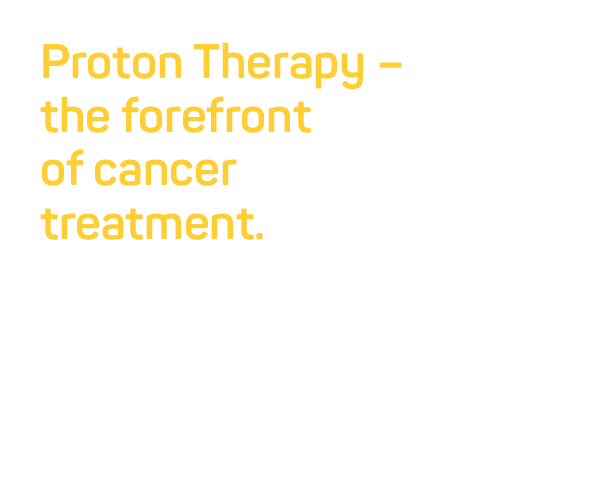 Proton Therapy –
the forefront
of cancer
treatment.